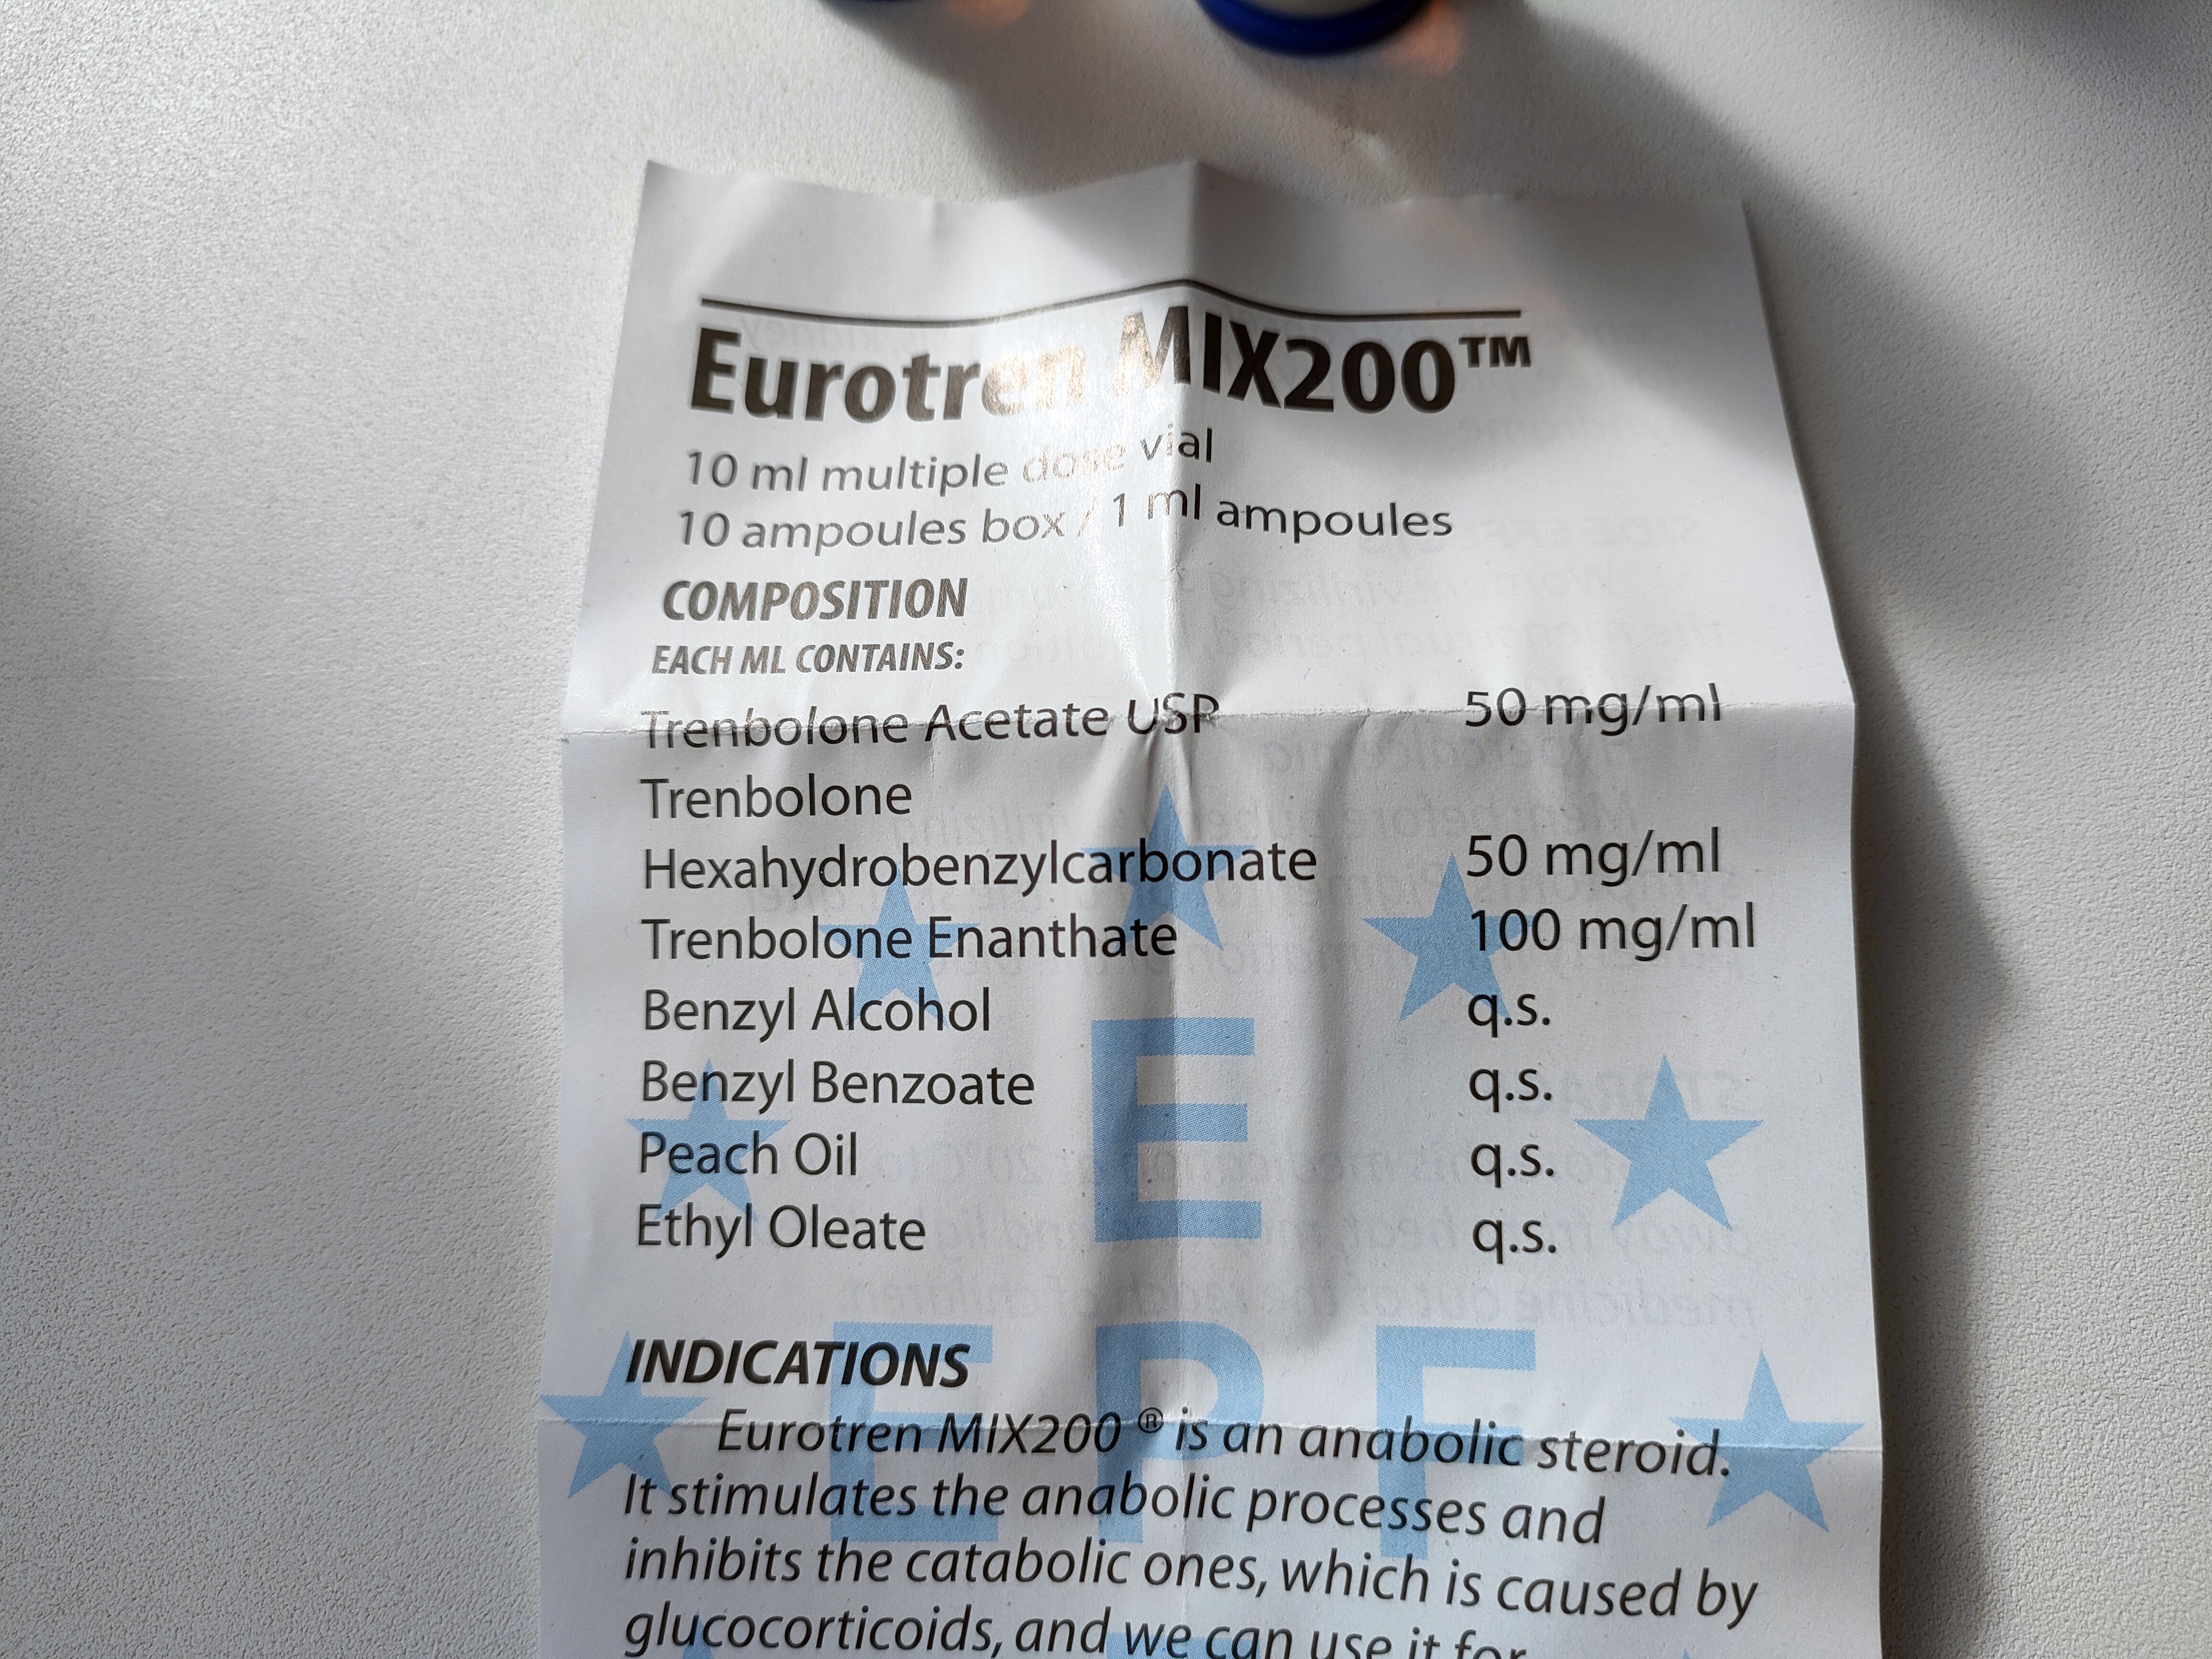 Eurotren MIX200™
10 ml multiple dose vial
10 ampoules box / 1 ml ampoules
COMPOSITION
EACH ML CONTAINS:
Trenbolone Acetate USP 50 mg/ml
Trenbolone
Hexahydrobenzylcarbonate 50 mg/ml
Trenbolone Enanthate 100 mg/ml
Benzyl Alcohol q.s.
Benzyl Benzoate q.s.
Peach Oil q.s.
Ethyl Oleate q.s.
E
EPF
INDICATIONS
Eurotren MIX200 ® is an anabolic steroid.
It stimulates the anabolic processes and
inhibits the catabolic ones, which is caused by
glucocorticoids, and we can use it for